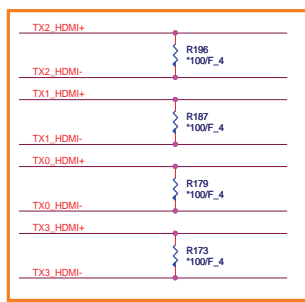 TX2_HDMI+
R196
*100/F_4
TX2_HDMI-
TX1_HDMI+
R187
*100/F_4
TX1_HDMI-
TX0_HDMI+
R179
*100/F_4
TX0_HDMI-
TX3_HDMI+
R173
*100/F_4
TX3_HDMI-